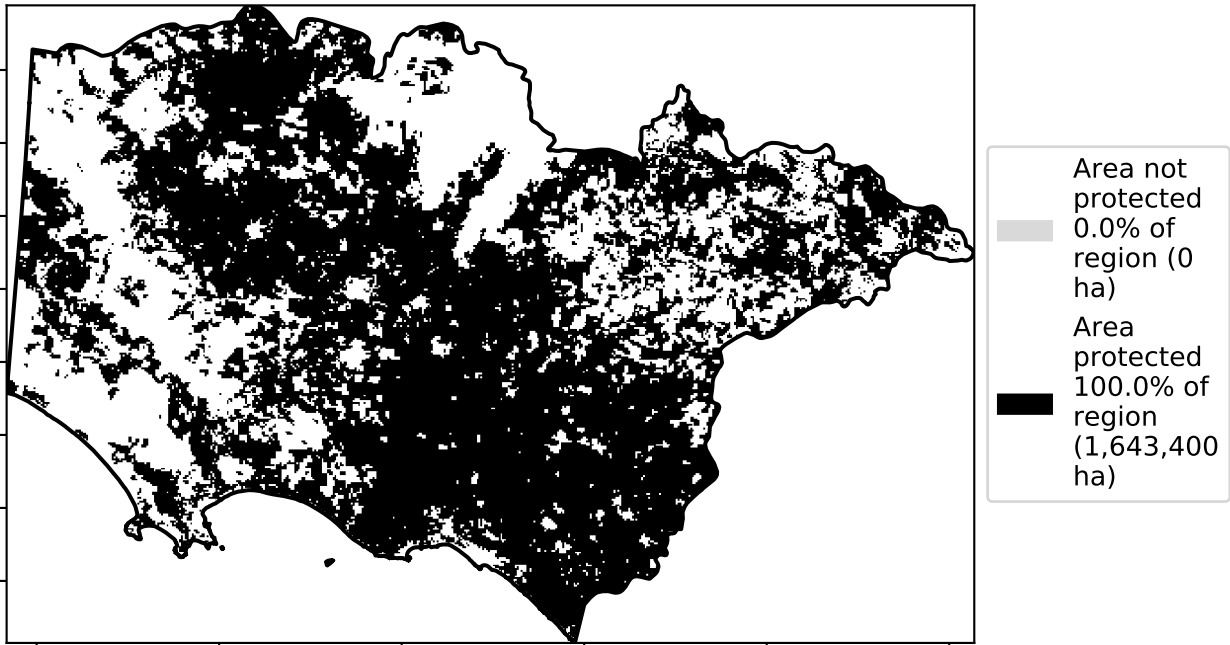 Area not
protected
0.0% of
region (0
ha)
Area
protected
100.0% of
region
(1,643,400
ha)